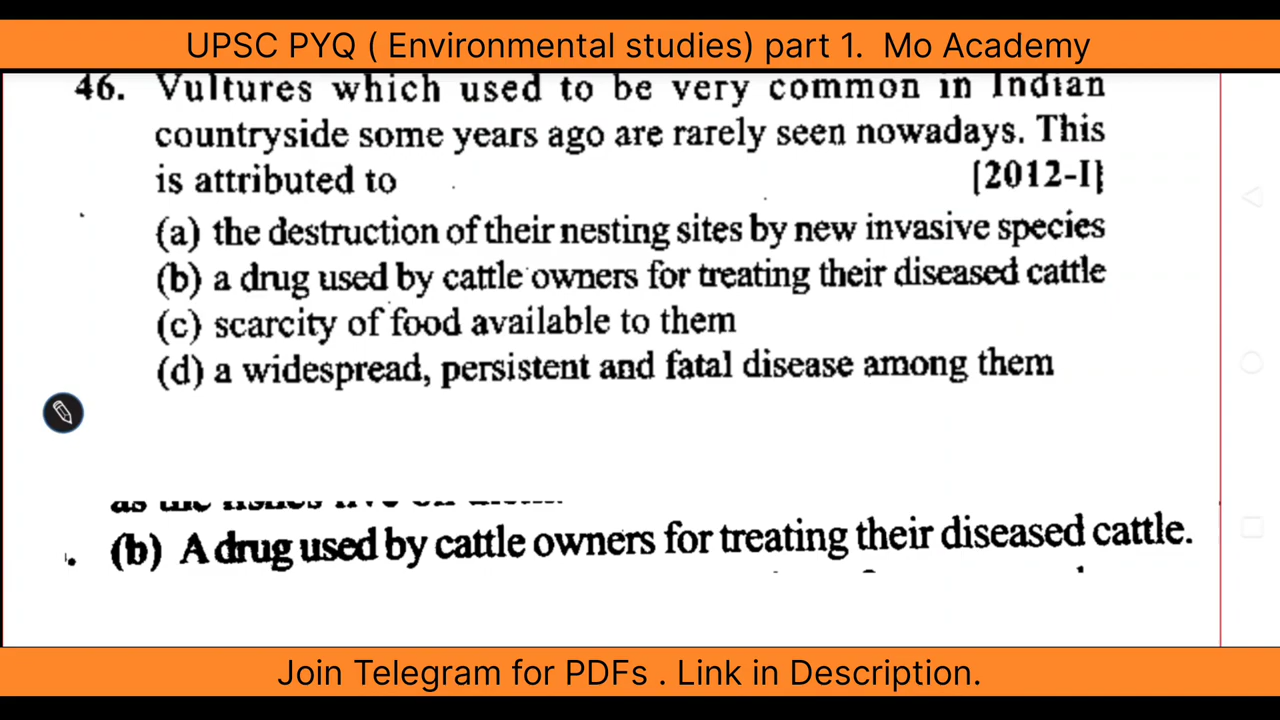 UPSC PYQ ( Environmental studies) part 1.  Mo Academy
46. Vultures which used to be very common in Indian
countryside some years ago are rarely seen nowadays. This
is attributed to [2012-I]
(a) the destruction of their nesting sites by new invasive species
(b) a drug used by cattle owners for treating their diseased cattle
(c) scarcity of food available to them
(d) a widespread, persistent and fatal disease among them
. (b) A drug used by cattle owners for treating their diseased cattle.
Join Telegram for PDFs . Link in Description.